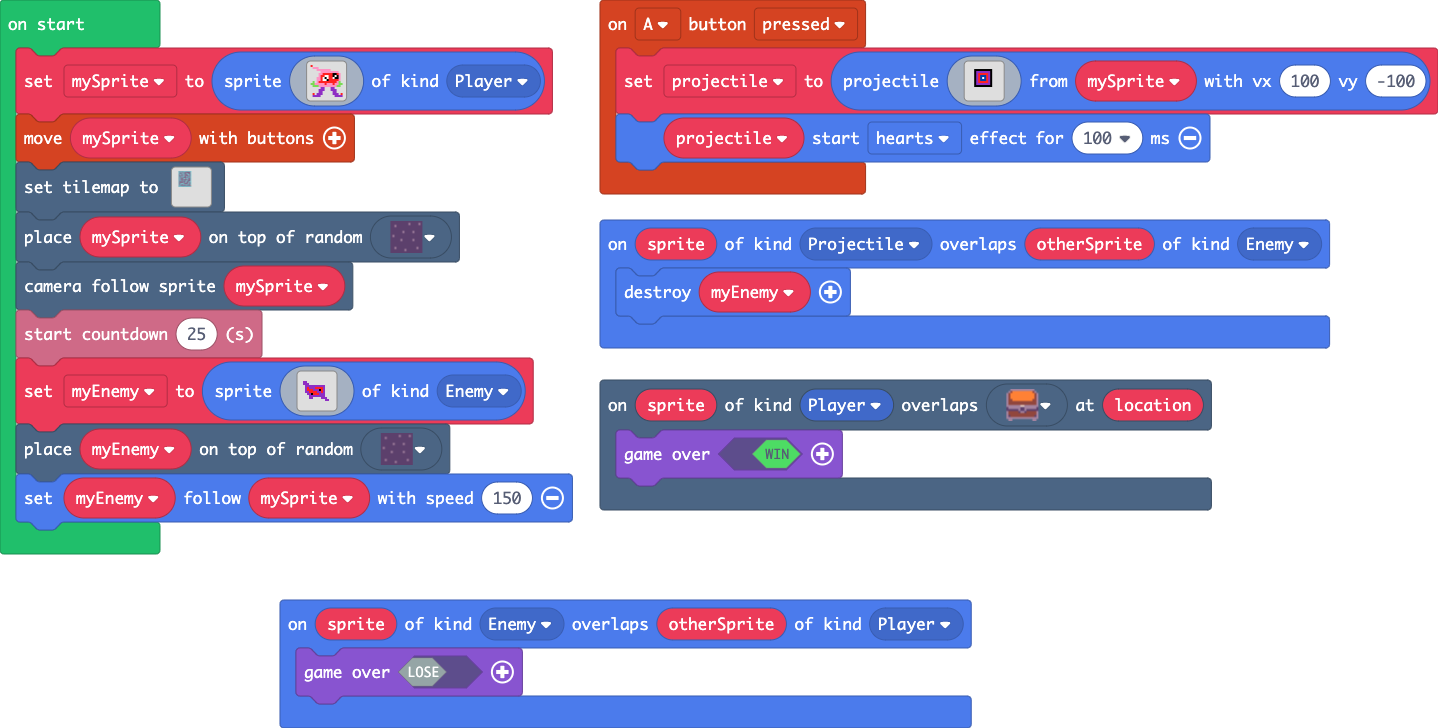 on start
set mySprite to sprite of kind Player
move mySprite with buttons
set tilemap to
place mySprite on top of random
camera follow sprite mySprite
start countdown 25 (s)
set myEnemy to sprite of kind Enemy
place myEnemy on top of random
set myEnemy follow mySprite with speed 150
on A button pressed
set projectile to projectile from mySprite with vx 100 vy -100
projectile start hearts effect for 100 ms
on sprite of kind Projectile overlaps otherSprite of kind Enemy
destroy myEnemy
on sprite of kind Player overlaps at location
game over WIN
on sprite of kind Enemy overlaps otherSprite of kind Player
game over LOSE